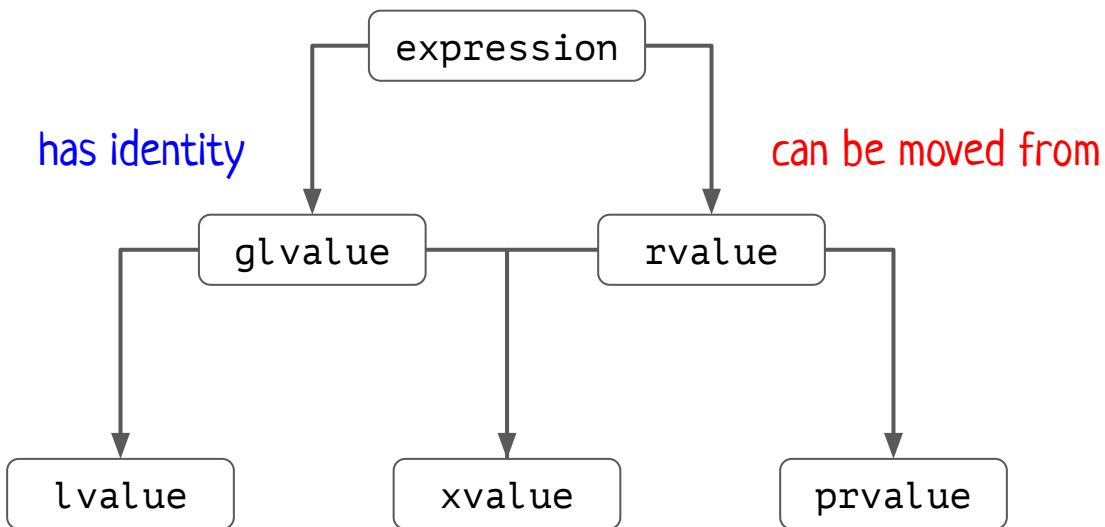 expression
has identity
can be moved from
glvalue
rvalue
lvalue
xvalue
prvalue